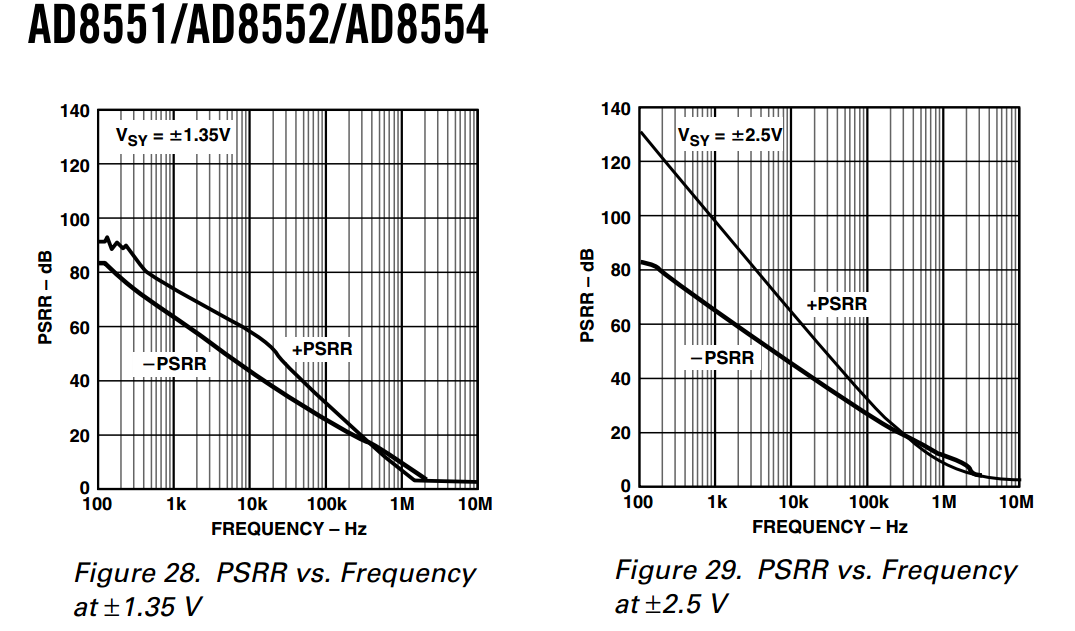 AD8551/AD8552/AD8554
140
120
100
80
60
40
20
0
PSRR – dB
VSY = ±1.35V
+PSRR
–PSRR
100 1k 10k 100k 1M 10M
FREQUENCY – Hz
Figure 28. PSRR vs. Frequency
at ±1.35 V
140
120
100
80
60
40
20
0
PSRR – dB
VSY = ±2.5V
+PSRR
–PSRR
100 1k 10k 100k 1M 10M
FREQUENCY – Hz
Figure 29. PSRR vs. Frequency
at ±2.5 V